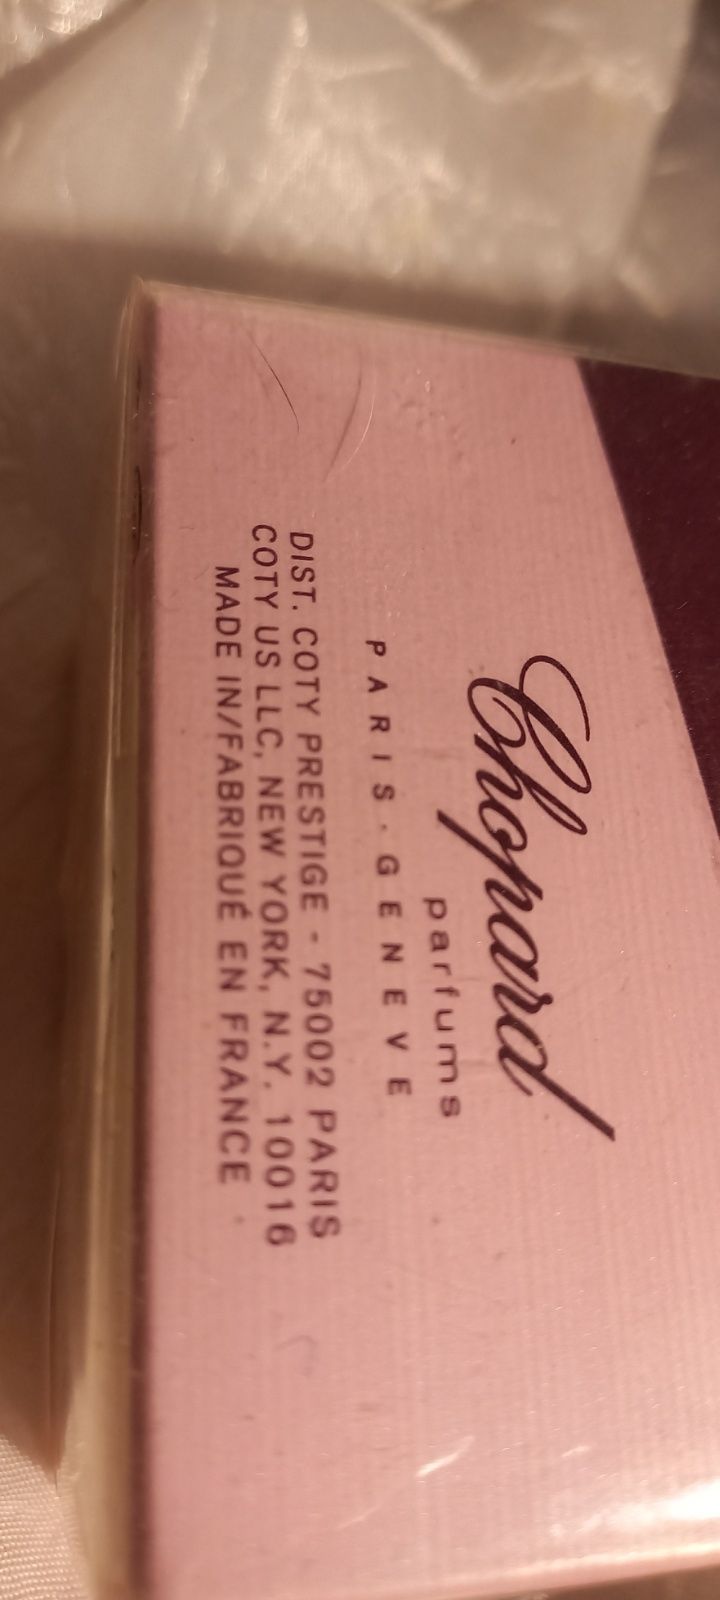 Chopard
parfums
PARIS·GENEVE
DIST. COTY PRESTIGE - 75002 PARIS
COTY US LLC, NEW YORK, N.Y. 10016
MADE IN/FABRIQUÉ EN FRANCE